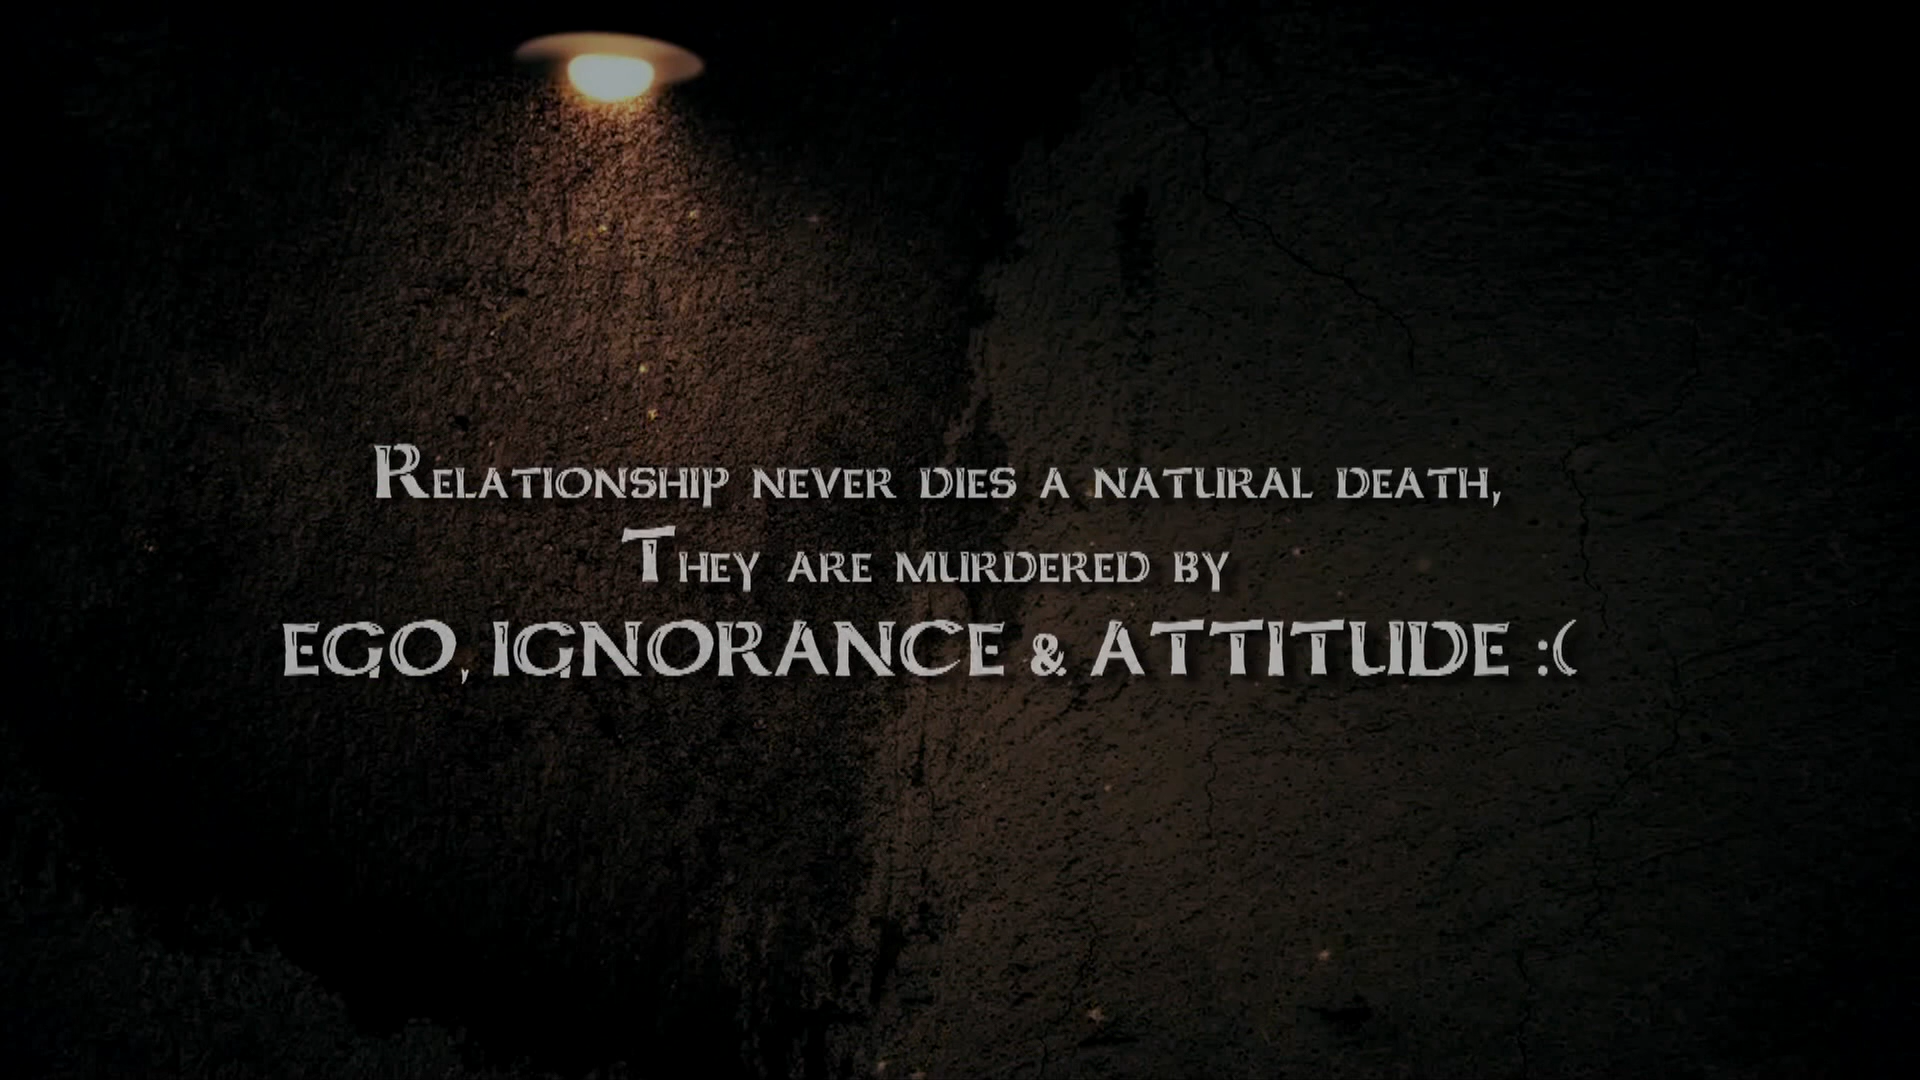 Relationship never dies a natural death,
They are murdered by
EGO, IGNORANCE & ATTITUDE :(